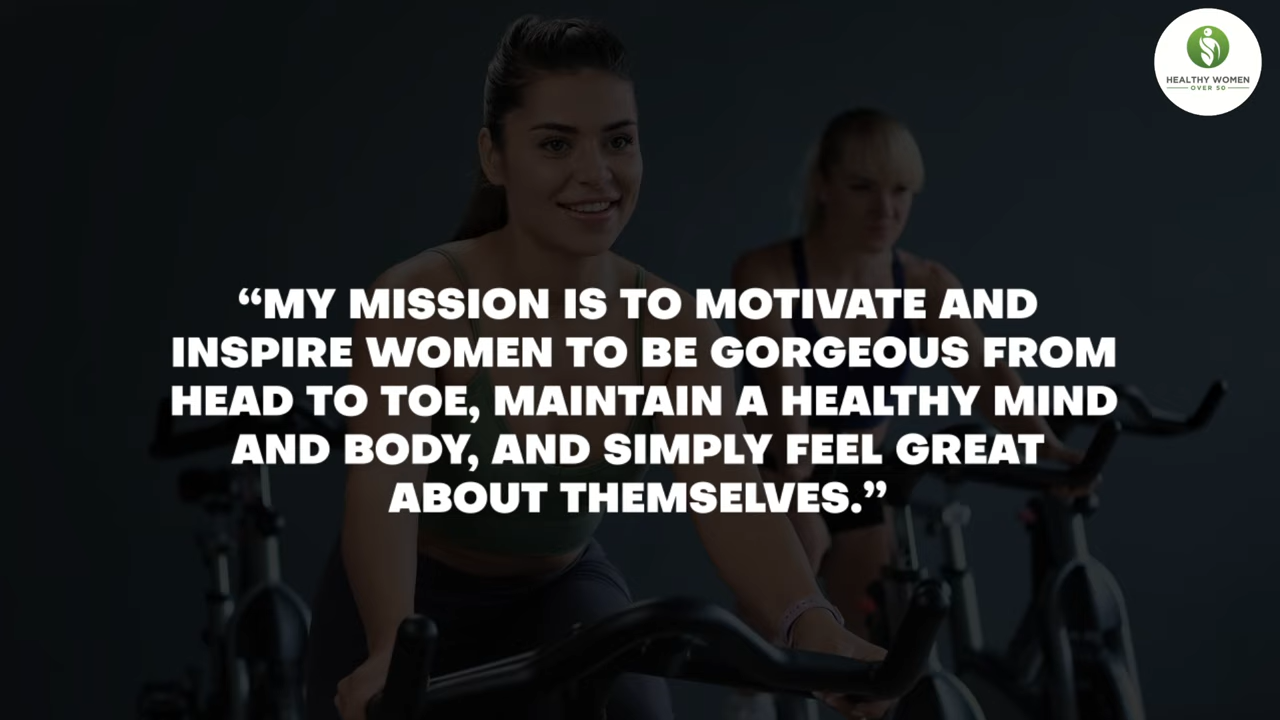 HEALTHY WOMEN
OVER 50
“MY MISSION IS TO MOTIVATE AND
INSPIRE WOMEN TO BE GORGEOUS FROM
HEAD TO TOE, MAINTAIN A HEALTHY MIND
AND BODY, AND SIMPLY FEEL GREAT
ABOUT THEMSELVES.”